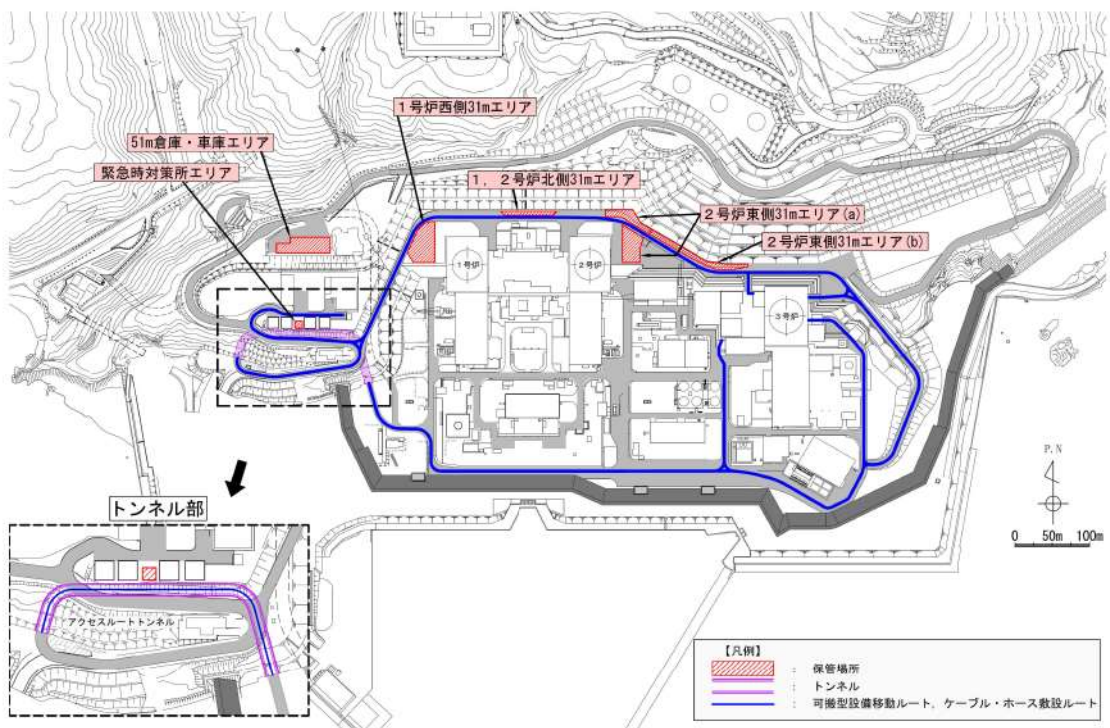 1号炉西側31mエリア
51m倉庫・車庫エリア
緊急時対策所エリア
1,2号炉北側31mエリア
2号炉東側31mエリア(a)
2号炉東側31mエリア(b)
1号炉
2号炉
3号炉
P.N
0 50m 100m
トンネル部
アクセスルートトンネル
【凡例】
: 保管場所
: トンネル
: 可搬型設備移動ルート,ケーブル・ホース敷設ルート